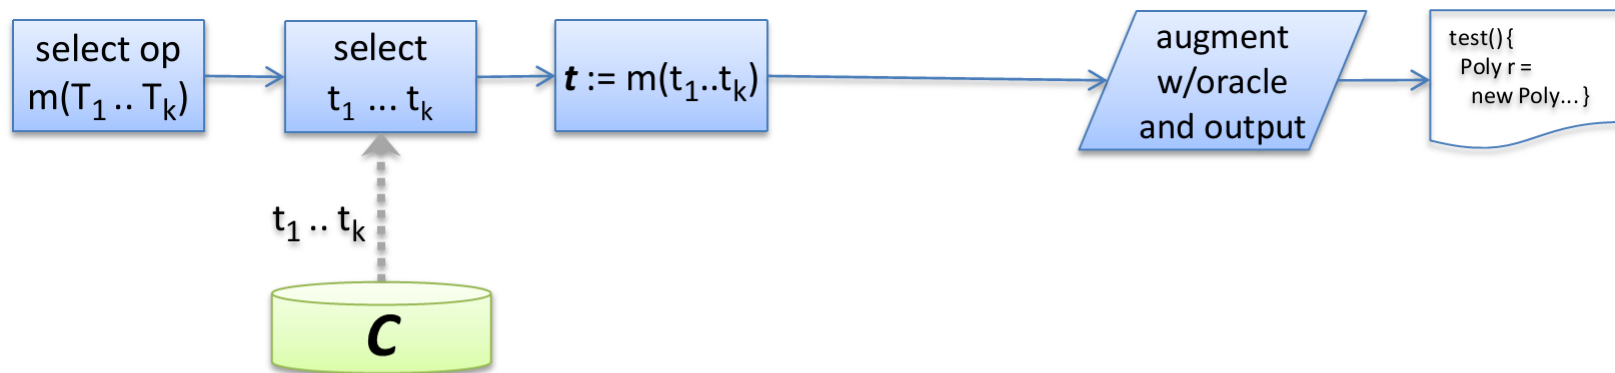 select op
m(T₁ .. Tₖ)
select
t₁ ... tₖ
t := m(t₁..tₖ)
augment
w/oracle
and output
test() {
Poly r =
new Poly... }
t₁ .. tₖ
C